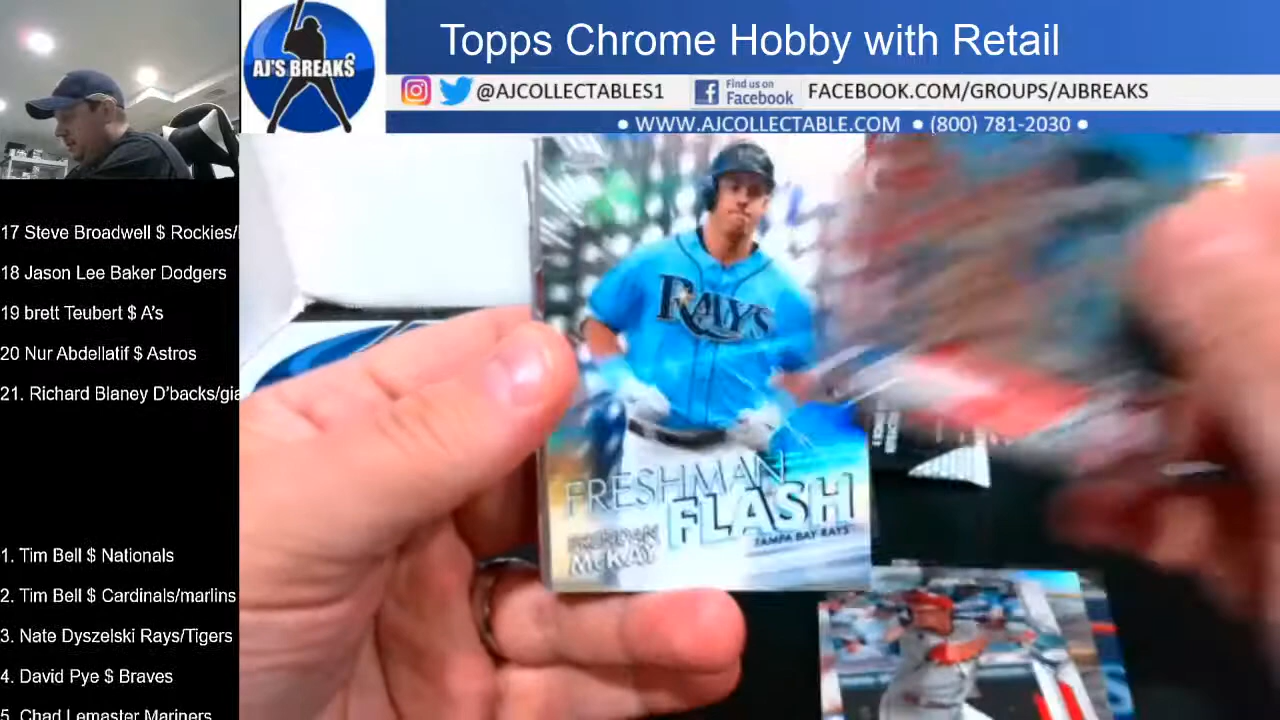 AJ'S BREAKS
Topps Chrome Hobby with Retail
@AJCOLLECTABLES1
Find us on
Facebook
FACEBOOK.COM/GROUPS/AJBREAKS
• WWW.AJCOLLECTABLE.COM • (800) 781-2030 •
17 Steve Broadwell $ Rockies/
18 Jason Lee Baker Dodgers
19 brett Teubert $ A's
20 Nur Abdellatif $ Astros
21. Richard Blaney D'backs/gia
1. Tim Bell $ Nationals
2. Tim Bell $ Cardinals/marlins
3. Nate Dyszelski Rays/Tigers
4. David Pye $ Braves
5. Chad Lemaster Mariners
RAYS
FRESHMAN
FLASH
BRENDAN
McKAY
TAMPA BAY RAYS